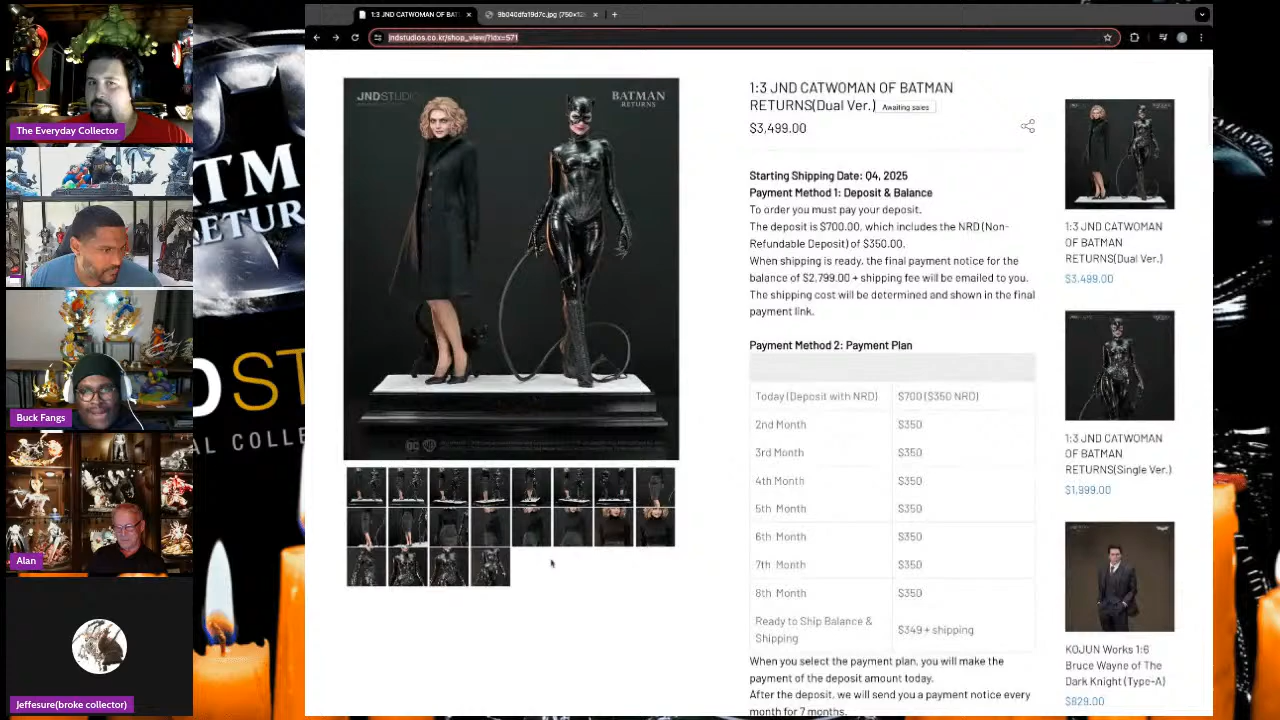 The Everyday Collector
Buck Fangs
Alan
Jeffesure(broke collector)
TM
ETUR
ST
AL COLLE
1:3 JND CATWOMAN OF BAT
9b040dfa19d7c.jpg (750×12
jndstudios.co.kr/shop_view/?idx=571
JNDSTUDIO
BATMAN
RETURNS
1:3 JND CATWOMAN OF BATMAN
RETURNS(Dual Ver.) Awaiting sales
$3,499.00
Starting Shipping Date: Q4, 2025
Payment Method 1: Deposit & Balance
To order you must pay your deposit.
The deposit is $700.00, which includes the NRD (Non-
Refundable Deposit) of $350.00.
When shipping is ready, the final payment notice for the
balance of $2,799.00 + shipping fee will be emailed to you.
The shipping cost will be determined and shown in the final
payment link.
Payment Method 2: Payment Plan
Today (Deposit with NRD) $700 ($350 NRD)
2nd Month $350
3rd Month $350
4th Month $350
5th Month $350
6th Month $350
7th Month $350
8th Month $350
Ready to Ship Balance &
Shipping $349 + shipping
When you select the payment plan, you will make the
payment of the deposit amount today.
After the deposit, we will send you a payment notice every
month for 7 months.
1:3 JND CATWOMAN
OF BATMAN
RETURNS(Dual Ver.)
$3,499.00
1:3 JND CATWOMAN
OF BATMAN
RETURNS(Single Ver.)
$1,999.00
KOJUN Works 1:6
Bruce Wayne of The
Dark Knight (Type-A)
$829.00